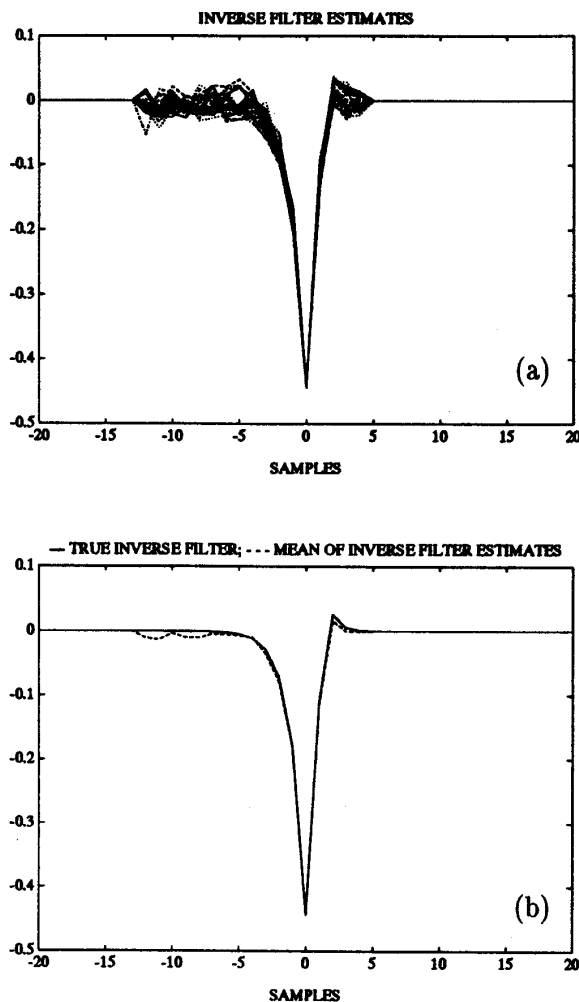 INVERSE FILTER ESTIMATES
0.1
0
-0.1
-0.2
-0.3
-0.4
-0.5
(a)
-20 -15 -10 -5 0 5 10 15 20
SAMPLES
— TRUE INVERSE FILTER; --- MEAN OF INVERSE FILTER ESTIMATES
0.1
0
-0.1
-0.2
-0.3
-0.4
-0.5
(b)
-20 -15 -10 -5 0 5 10 15 20
SAMPLES